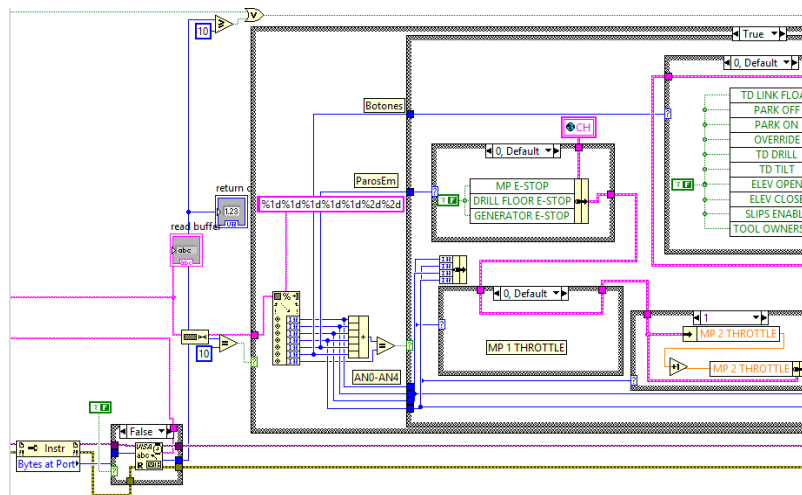 10
True
0, Default
Botones
TD LINK FLOA
PARK OFF
PARK ON
OVERRIDE
TD DRILL
TD TILT
ELEV OPEN
ELEV CLOSE
SLIPS ENABL
TOOL OWNERS
CH
0, Default
ParosEm
MP E-STOP
DRILL FLOOR E-STOP
GENERATOR E-STOP
T F
T F
return c
1.23
%1d%1d%1d%1d%1d%2d%2d
read buffer
abc
0, Default
1
MP 2 THROTTLE
MP 1 THROTTLE
MP 2 THROTTLE
+1
10
AN0-AN4
T F
False
Instr
Bytes at Port
VISA
abc
R